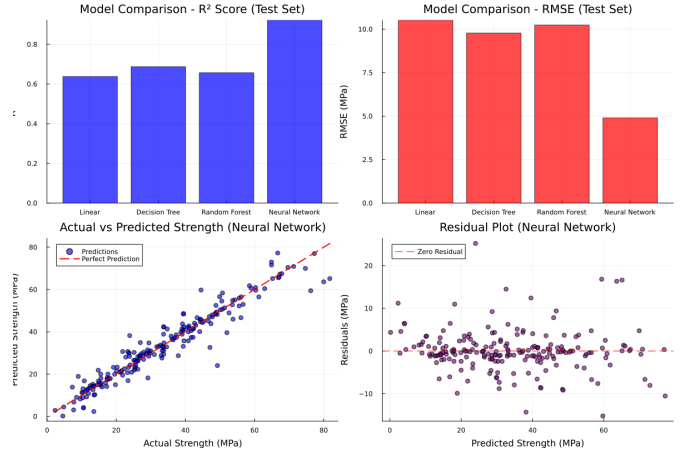 Model Comparison - R² Score (Test Set)
0.8
0.6
0.4
0.2
0.0
Linear
Decision Tree
Random Forest
Neural Network
Model Comparison - RMSE (Test Set)
RMSE (MPa)
10.0
7.5
5.0
2.5
0.0
Linear
Decision Tree
Random Forest
Neural Network
Actual vs Predicted Strength (Neural Network)
Predicted Strength (MPa)
Predictions
Perfect Prediction
80
60
40
20
0
0
20
40
60
80
Actual Strength (MPa)
Residual Plot (Neural Network)
Residuals (MPa)
Zero Residual
20
10
0
−10
0
20
40
60
Predicted Strength (MPa)